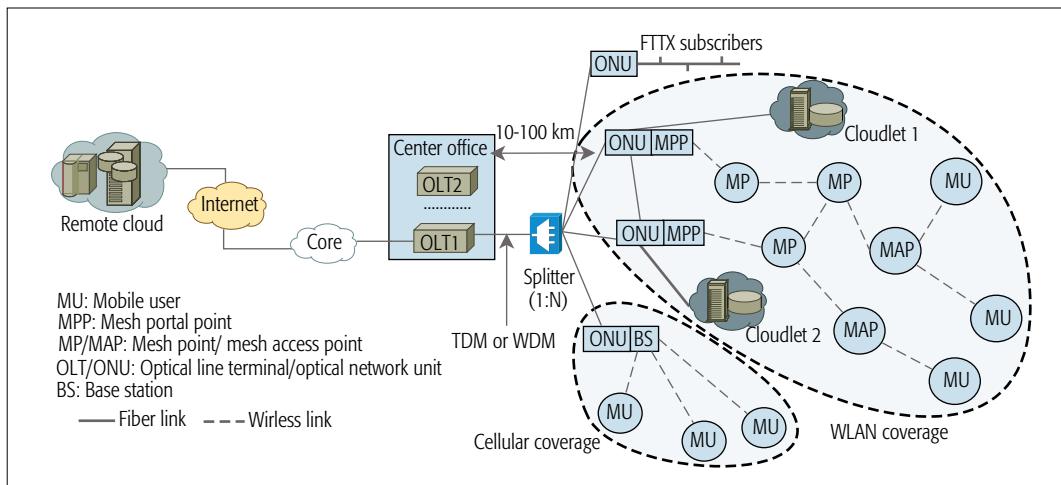 FTTX subscribers
ONU
10-100 km
Cloudlet 1
Center office
ONU MPP
OLT2
MP
MP
MU
Remote cloud
Internet
Core
OLT1
ONU MPP
MP
MAP
Splitter
(1:N)
Cloudlet 2
MAP
MU
TDM or WDM
ONU BS
MU
MU
MU
MU
Cellular coverage
WLAN coverage
MU: Mobile user
MPP: Mesh portal point
MP/MAP: Mesh point/ mesh access point
OLT/ONU: Optical line terminal/optical network unit
BS: Base station
Fiber link
Wirless link